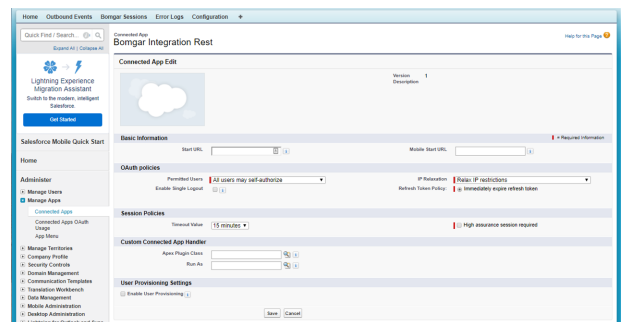 Home Outbound Events Bomgar Sessions Error Logs Configuration +
Quick Find / Search...
Expand All | Collapse All
Lightning Experience
Migration Assistant
Switch to the modern, intelligent
Salesforce.
Get Started
Salesforce Mobile Quick Start
Home
Administer
Manage Users
Manage Apps
Connected Apps
Connected Apps OAuth
Usage
App Menu
Manage Territories
Company Profile
Security Controls
Domain Management
Communication Templates
Translation Workbench
Data Management
Mobile Administration
Desktop Administration
Connected App
Bomgar Integration Rest
Help for this Page
Connected App Edit
Version 1
Description
Basic Information
= Required Information
Start URL
Mobile Start URL
OAuth policies
Permitted Users All users may self-authorize
IP Relaxation Relax IP restrictions
Enable Single Logout
Refresh Token Policy: Immediately expire refresh token
Session Policies
Timeout Value 15 minutes
High assurance session required
Custom Connected App Handler
Apex Plugin Class
Run As
User Provisioning Settings
Enable User Provisioning
Save Cancel